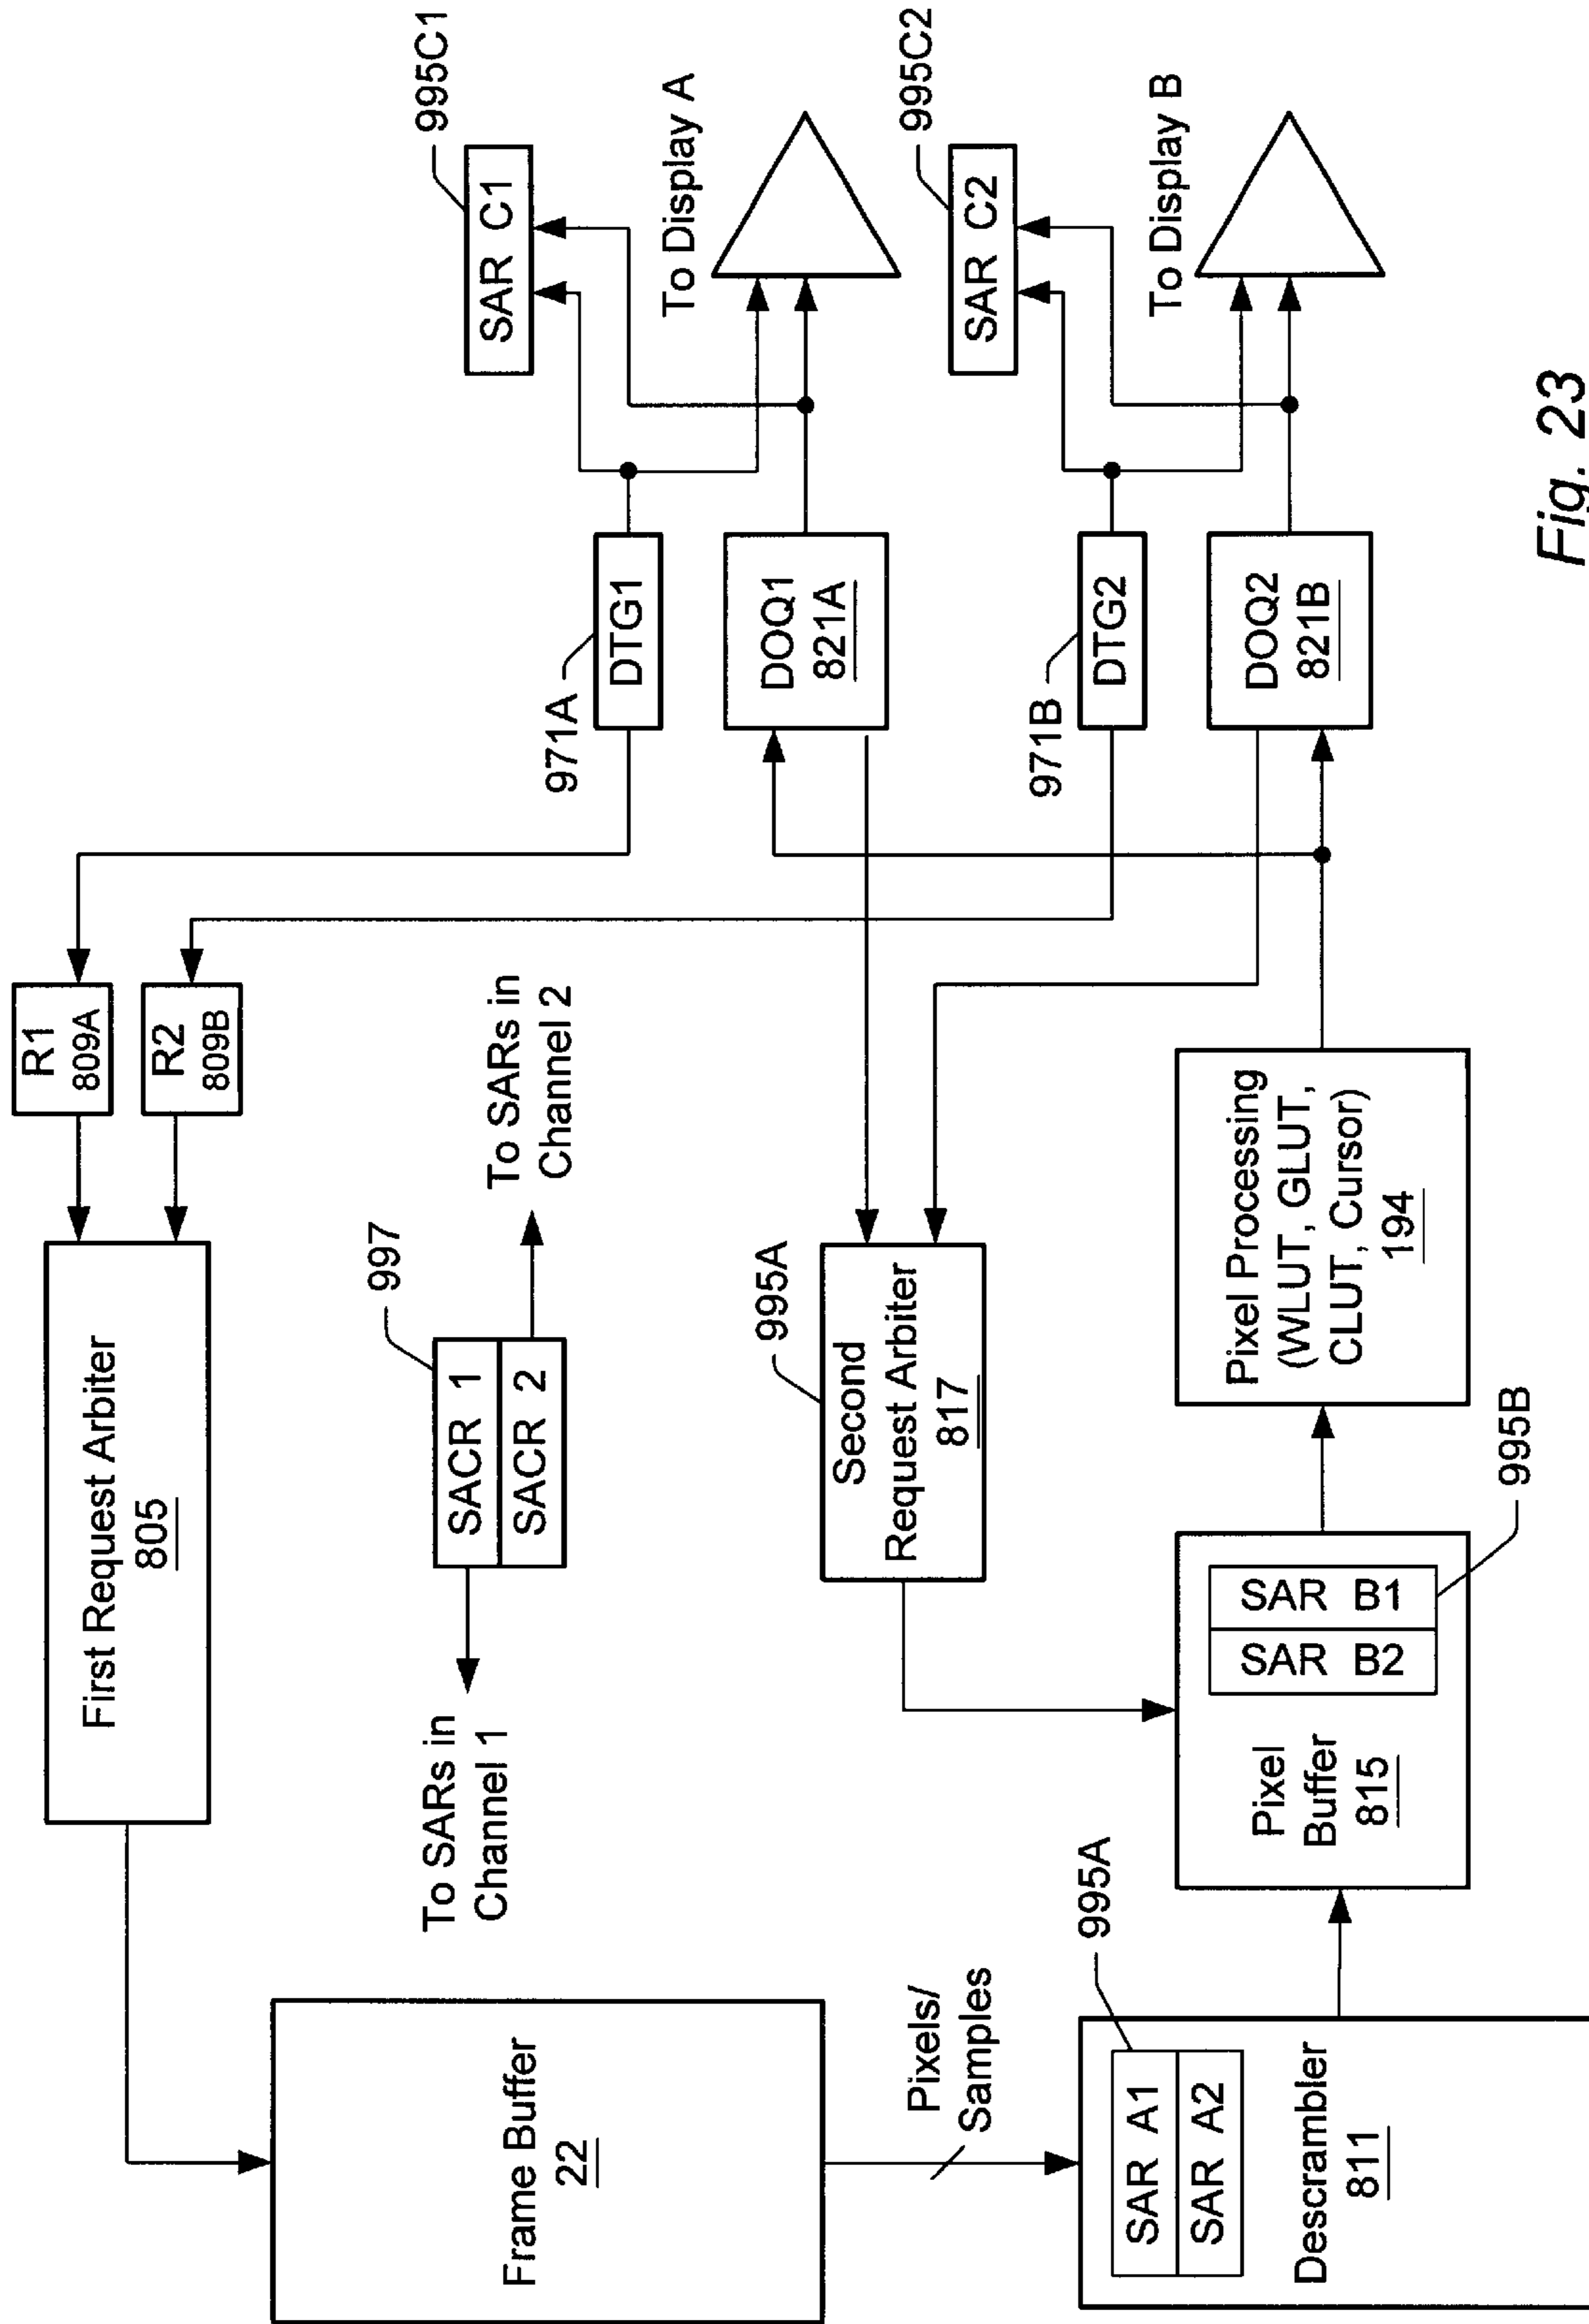 First Request Arbiter
805
R1
809A
R2
809B
Frame Buffer
22
To SARs in
Channel 1
SACR 1
SACR 2
997
To SARs in
Channel 2
971A
DTG1
995C1
SAR C1
To Display A
DOQ1
821A
Pixels/
Samples
995A
Second
Request Arbiter
817
971B
DTG2
995C2
SAR C2
To Display B
DOQ2
821B
995A
SAR A1
SAR A2
Descrambler
811
Pixel
Buffer
815
SAR B2
SAR B1
995B
Pixel Processing
(WLUT, GLUT,
CLUT, Cursor)
194
Fig. 23